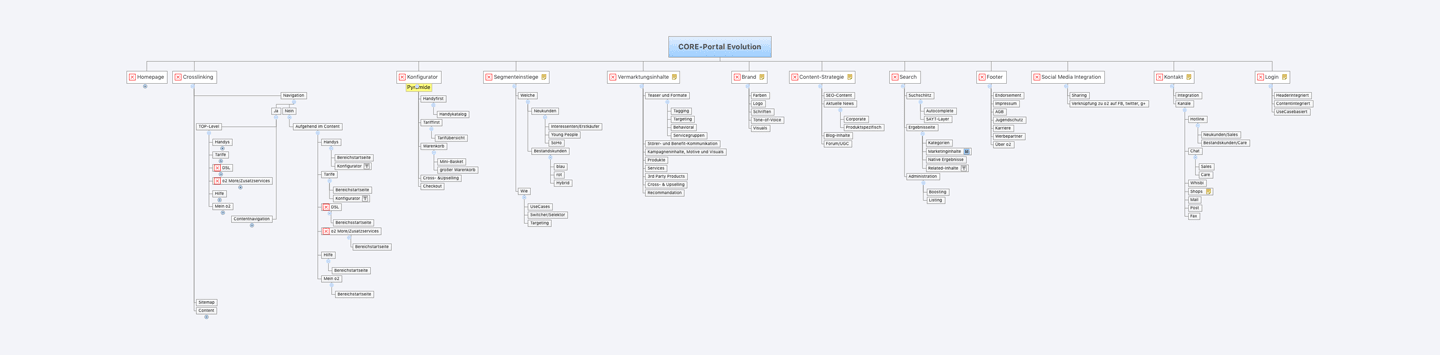 CORE-Portal Evolution
Homepage
Crosslinking
Navigation
Ja
Nein
TOP-Level
Handys
Tarife
DSL
o2 More/Zusatzservices
Hilfe
Mein o2
Contentnavigation
Aufgehend im Content
Handys
Bereichstartseite
Konfigurator
Tarife
Bereichstartseite
Konfigurator
DSL
Bereichstartseite
o2 More/Zusatzservices
Bereichstartseite
Hilfe
Bereichstartseite
Mein o2
Bereichstartseite
Sitemap
Content
Konfigurator
Pyramide
Handyfirst
Handykatalog
Tariffirst
Tarifübersicht
Warenkorb
Mini-Basket
großer Warenkorb
Cross- &Upselling
Checkout
Segmenteinstiege
Welche
Neukunden
Interessenten/Erstkäufer
Young People
SoHo
Bestandskunden
Blau
rot
Hybrid
Wie
UseCases
Switcher/Selektor
Targeting
Vermarktungsinhalte
Teaser und Formate
Tagging
Targeting
Behavioral
Servicegruppen
Störer- und Benefit-Kommunikation
Kampagneninhalte, Motive und Visuals
Produkte
Services
3rd Party Products
Cross- & Upselling
Recommandation
Brand
Farben
Logo
Schriften
Tone-of-Voice
Visuals
Content-Strategie
SEO-Content
Aktuelle News
Corporate
Produktspezifisch
Blog-Inhalte
Forum/UGC
Search
Suchschlitz
Autocomplete
SAYT-Layer
Ergebnisseite
Kategorien
Marketinginhalte
Native Ergebnisse
Related-Inhalte
Administration
Boosting
Listing
Footer
Endorsement
Impressum
AGB
Jugendschutz
Karriere
Werbepartner
Über o2
Social Media Integration
Sharing
Verknüpfung zu o2 auf FB, twitter, g+
Kontakt
Integration
Kanäle
Hotline
Neukunden/Sales
Bestandskunden/Care
Chat
Sales
Care
Whisbi
Shops
Mail
Post
Fax
Login
HeaderIntegriert
ContentIntegriert
UseCaseBasiert